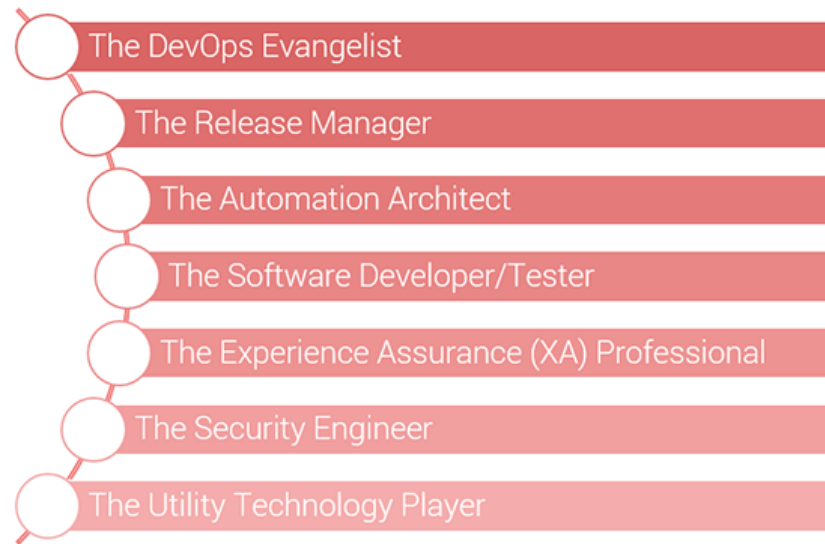 The DevOps Evangelist
The Release Manager
The Automation Architect
The Software Developer/Tester
The Experience Assurance (XA) Professional
The Security Engineer
The Utility Technology Player